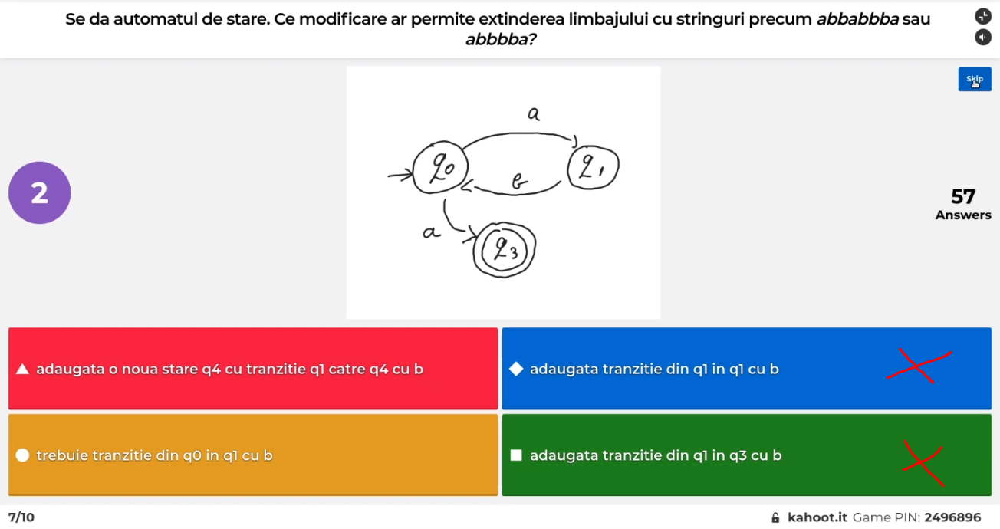 Se da automatul de stare. Ce modificare ar permite extinderea limbajului cu stringuri precum abbabbba sau
abbbba?
Skip
a
q0
q1
b
2
57
Answers
a
q3
adaugata o noua stare q4 cu tranzitie q1 catre q4 cu b
adaugata tranzitie din q1 in q1 cu b
trebuie tranzitie din q0 in q1 cu b
adaugata tranzitie din q1 in q3 cu b
7/10
kahoot.it Game PIN: 2496896